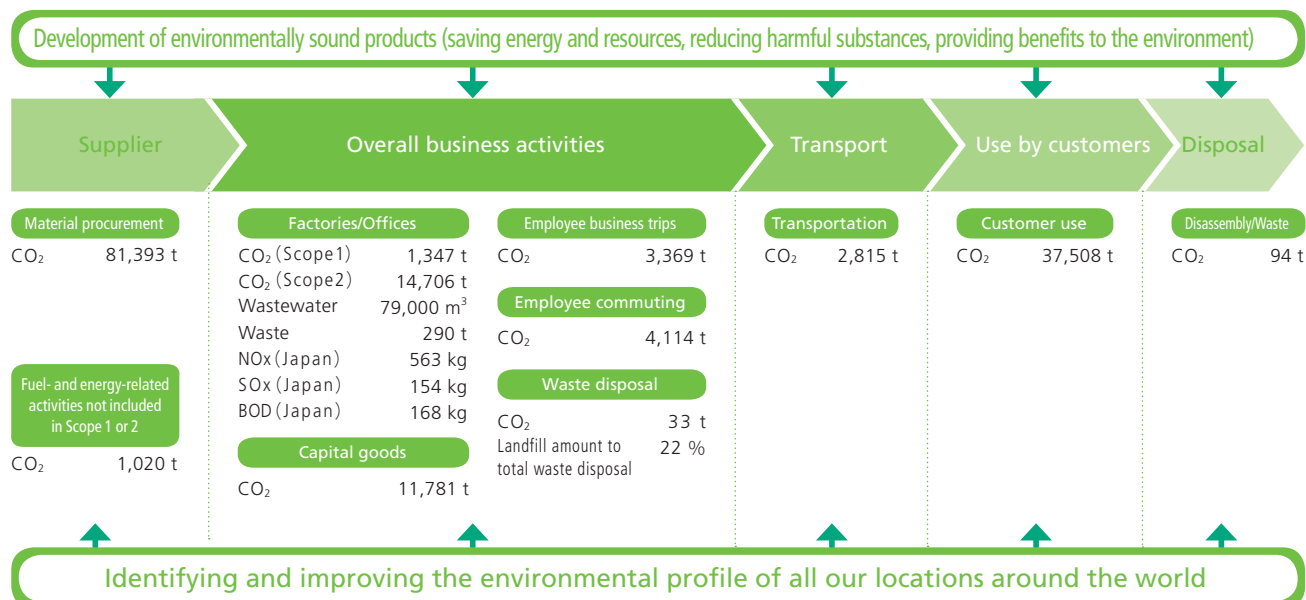 Development of environmentally sound products (saving energy and resources, reducing harmful substances, providing benefits to the environment)
Supplier
Overall business activities
Transport
Use by customers
Disposal
Material procurement
CO₂ 81,393 t
Fuel- and energy-related
activities not included
in Scope 1 or 2
CO₂ 1,020 t
Factories/Offices
CO₂ (Scope1) 1,347 t
CO₂ (Scope2) 14,706 t
Wastewater 79,000 m³
Waste 290 t
NOx (Japan) 563 kg
SOx (Japan) 154 kg
BOD (Japan) 168 kg
Capital goods
CO₂ 11,781 t
Employee business trips
CO₂ 3,369 t
Employee commuting
CO₂ 4,114 t
Waste disposal
CO₂ 33 t
Landfill amount to 22 %
total waste disposal
Transportation
CO₂ 2,815 t
Customer use
CO₂ 37,508 t
Disassembly/Waste
CO₂ 94 t
Identifying and improving the environmental profile of all our locations around the world